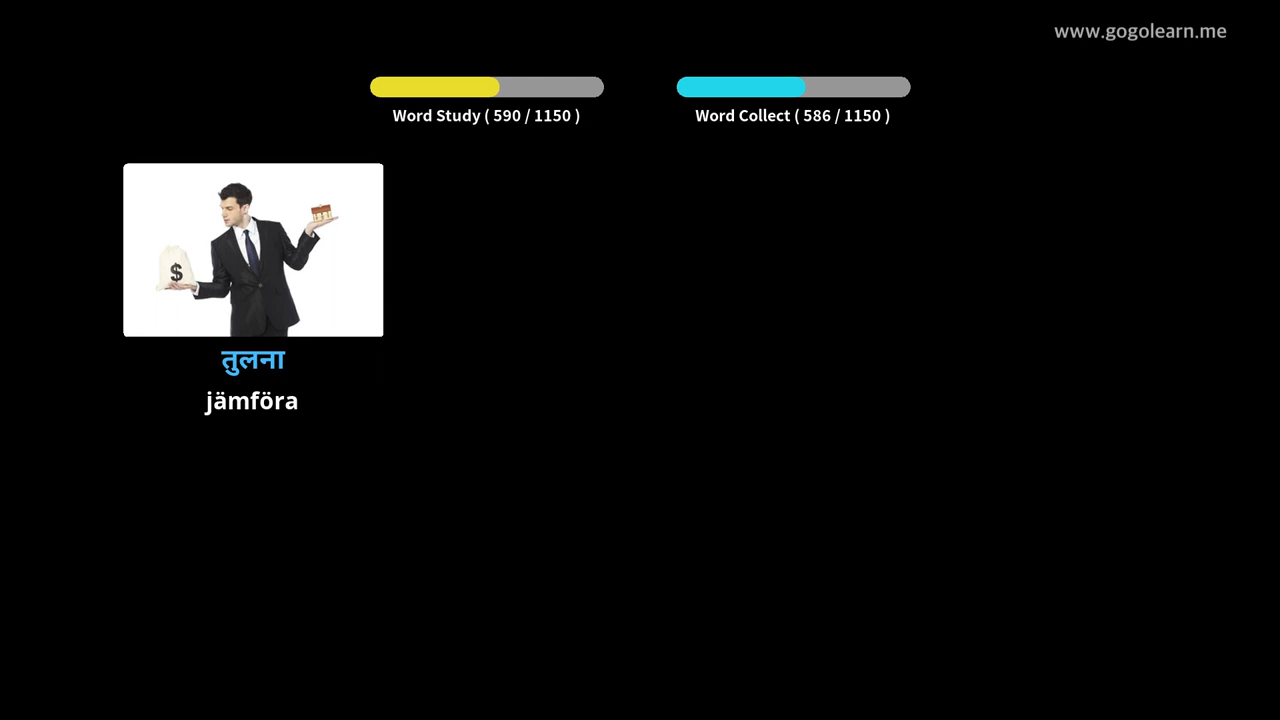 www.gogolearn.me
Word Study ( 590 / 1150 )
Word Collect ( 586 / 1150 )
$
तुलना
jämföra